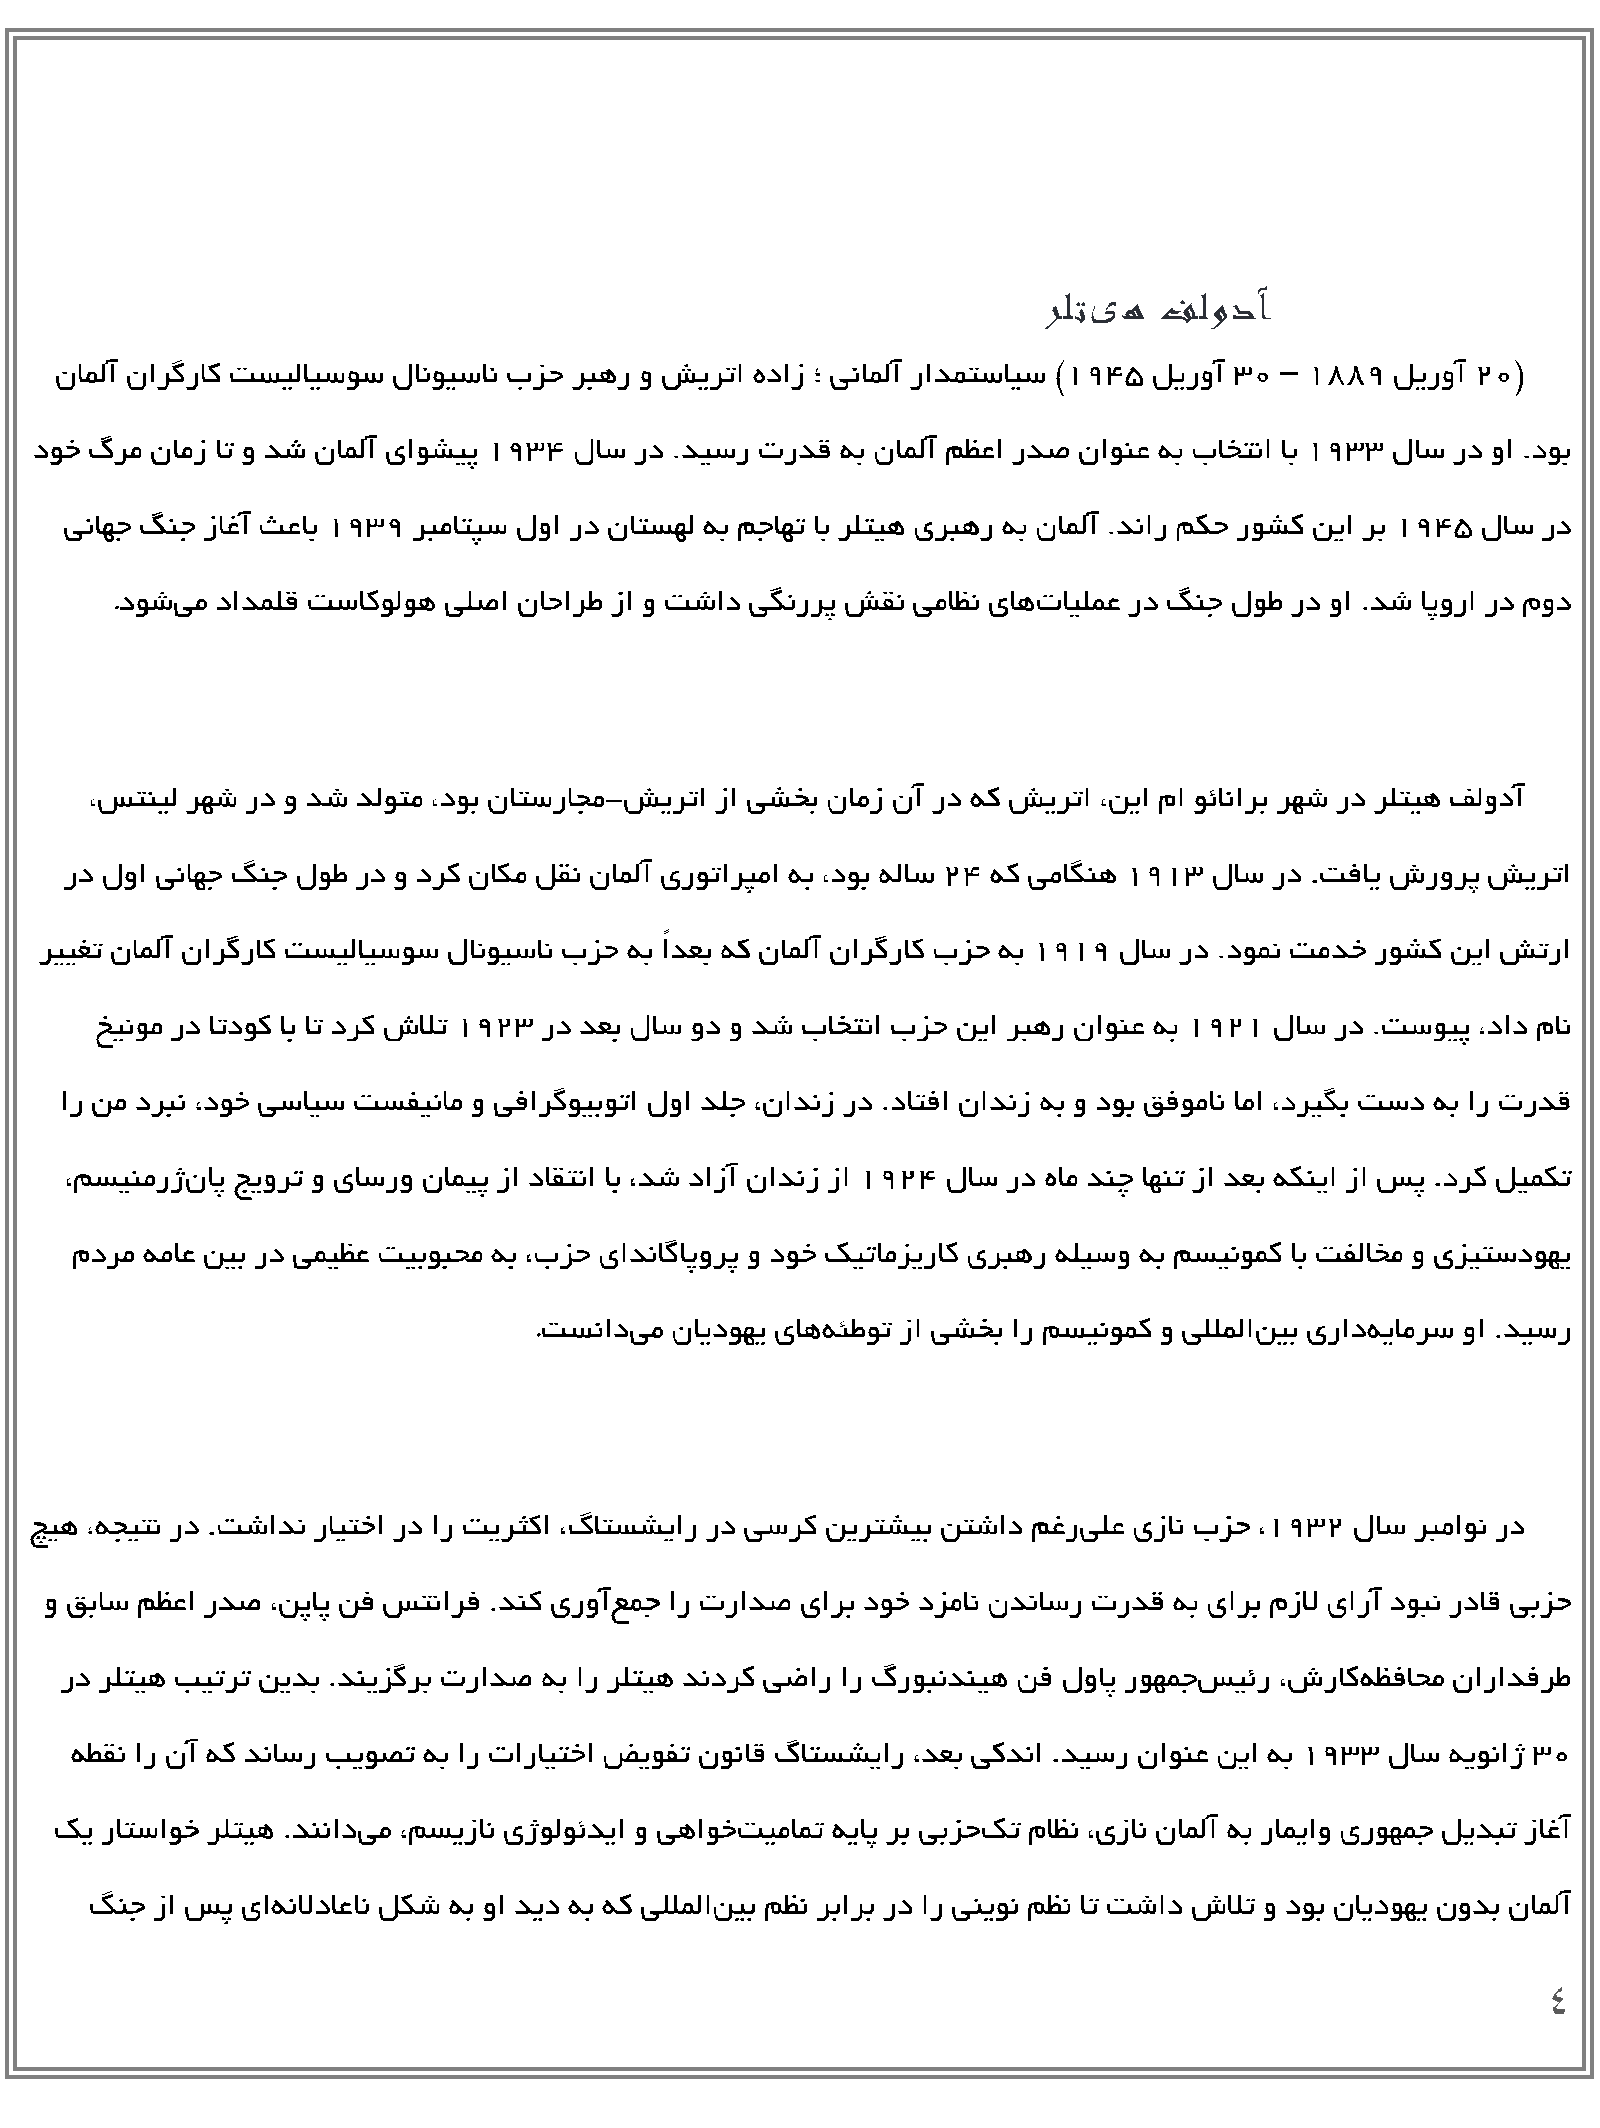 آدولف هیتلر
(۲۰ آوریل ۱۸۸۹ – ۳۰ آوریل ۱۹۴۵) سیاستمدار آلمانی ؛ زاده اتریش و رهبر حزب ناسیونال سوسیالیست کارگران آلمان
بود. او در سال ۱۹۳۳ با انتخاب به عنوان صدر اعظم آلمان به قدرت رسید. در سال ۱۹۳۴ پیشوای آلمان شد و تا زمان مرگ خود
در سال ۱۹۴۵ بر این کشور حکم راند. آلمان به رهبری هیتلر با تهاجم به لهستان در اول سپتامبر ۱۹۳۹ باعث آغاز جنگ جهانی
دوم در اروپا شد. او در طول جنگ در عملیات‌های نظامی نقش پررنگی داشت و از طراحان اصلی هولوکاست قلمداد می‌شود.
آدولف هیتلر در شهر برانائو ام این، اتریش که در آن زمان بخشی از اتریش–مجارستان بود، متولد شد و در شهر لینتس،
اتریش پرورش یافت. در سال ۱۹۱۳ هنگامی که ۲۴ ساله بود، به امپراتوری آلمان نقل مکان کرد و در طول جنگ جهانی اول در
ارتش این کشور خدمت نمود. در سال ۱۹۱۹ به حزب کارگران آلمان که بعداً به حزب ناسیونال سوسیالیست کارگران آلمان تغییر
نام داد، پیوست. در سال ۱۹۲۱ به عنوان رهبر این حزب انتخاب شد و دو سال بعد در ۱۹۲۳ تلاش کرد تا با کودتا در مونیخ
قدرت را به دست بگیرد، اما ناموفق بود و به زندان افتاد. در زندان، جلد اول اتوبیوگرافی و مانیفست سیاسی خود، نبرد من را
تکمیل کرد. پس از اینکه بعد از تنها چند ماه در سال ۱۹۲۴ از زندان آزاد شد، با انتقاد از پیمان ورسای و ترویج پان‌ژرمنیسم،
یهودستیزی و مخالفت با کمونیسم به وسیله رهبری کاریزماتیک خود و پروپاگاندای حزب، به محبوبیت عظیمی در بین عامه مردم
رسید. او سرمایه‌داری بین‌المللی و کمونیسم را بخشی از توطئه‌های یهودیان می‌دانست.
در نوامبر سال ۱۹۳۲، حزب نازی علی‌رغم داشتن بیشترین کرسی در رایشستاگ، اکثریت را در اختیار نداشت. در نتیجه، هیچ
حزبی قادر نبود آرای لازم برای به قدرت رساندن نامزد خود برای صدارت را جمع‌آوری کند. فرانتس فن پاپن، صدر اعظم سابق و
طرفداران محافظه‌کارش، رئیس‌جمهور پاول فن هیندنبورگ را راضی کردند هیتلر را به صدارت برگزیند. بدین ترتیب هیتلر در
۳۰ ژانویه سال ۱۹۳۳ به این عنوان رسید. اندکی بعد، رایشستاگ قانون تفویض اختیارات را به تصویب رساند که آن را نقطه
آغاز تبدیل جمهوری وایمار به آلمان نازی، نظام تک‌حزبی بر پایه تمامیت‌خواهی و ایدئولوژی نازیسم، می‌دانند. هیتلر خواستار یک
آلمان بدون یهودیان بود و تلاش داشت تا نظم نوینی را در برابر نظم بین‌المللی که به دید او به شکل ناعادلانه‌ای پس از جنگ
٤